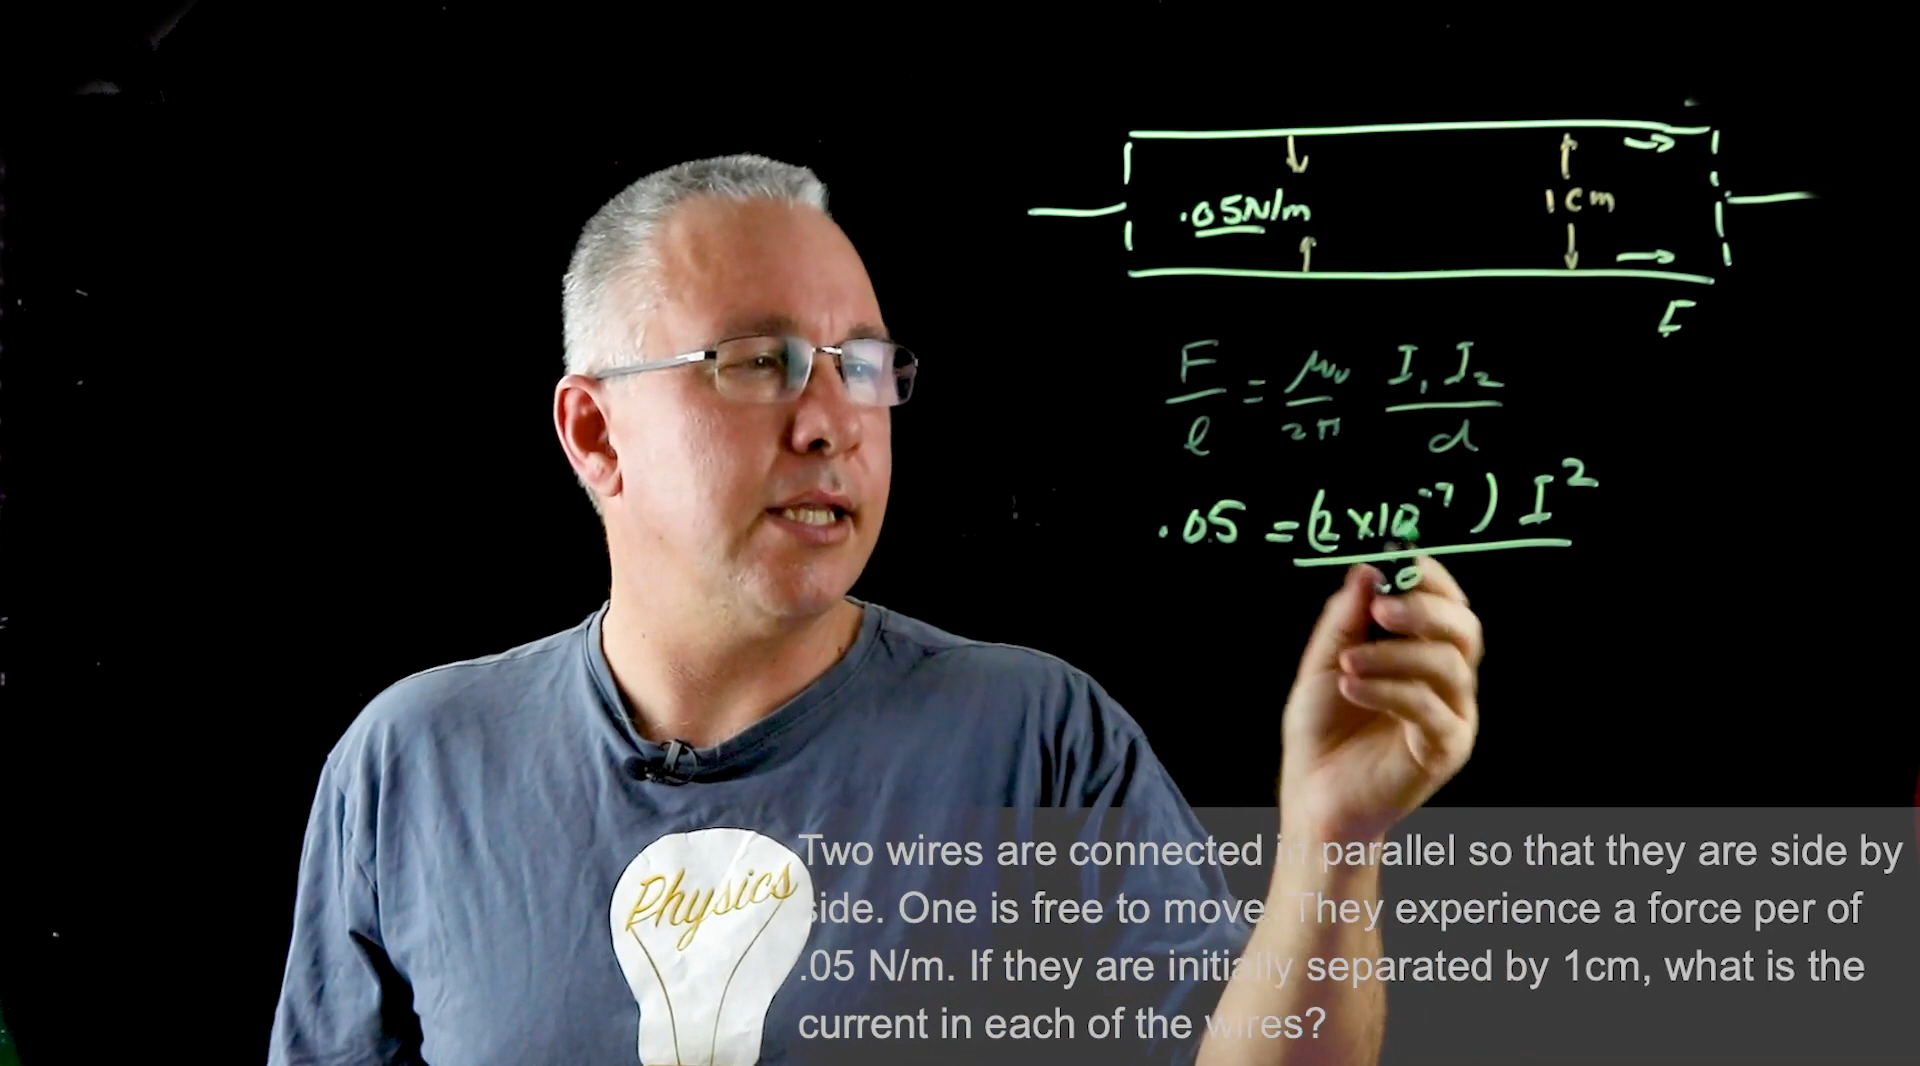 .05N/m
1cm
I
F/l = μ₀/2π I₁I₂/d
.05 = (2 x10⁻⁷) I²
.0
Physics
Two wires are connected in parallel so that they are side by
side. One is free to move. They experience a force per of
.05 N/m. If they are initially separated by 1cm, what is the
current in each of the wires?